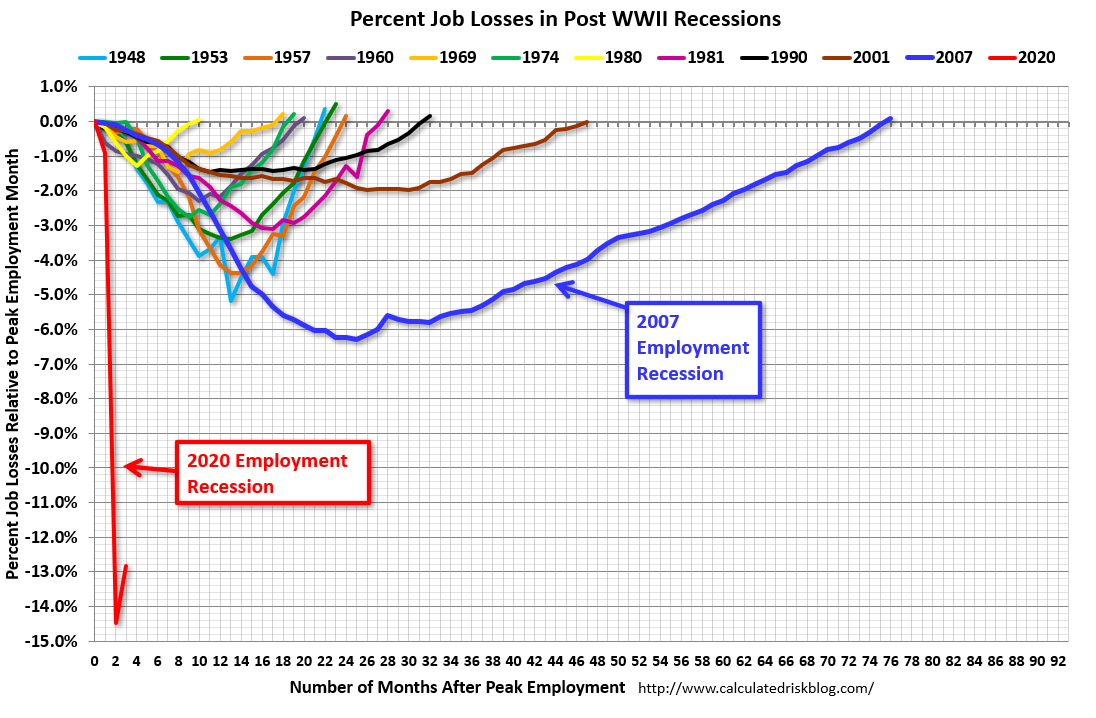 Percent Job Losses in Post WWII Recessions
1948 1953 1957 1960 1969 1974 1980 1981 1990 2001 2007 2020
Percent Job Losses Relative to Peak Employment Month
1.0%
0.0%
-1.0%
-2.0%
-3.0%
-4.0%
-5.0%
-6.0%
-7.0%
-8.0%
-9.0%
-10.0%
-11.0%
-12.0%
-13.0%
-14.0%
-15.0%
2007
Employment
Recession
2020 Employment
Recession
0 2 4 6 8 10 12 14 16 18 20 22 24 26 28 30 32 34 36 38 40 42 44 46 48 50 52 54 56 58 60 62 64 66 68 70 72 74 76 78 80 82 84 86 88 90 92
Number of Months After Peak Employment http://www.calculatedriskblog.com/